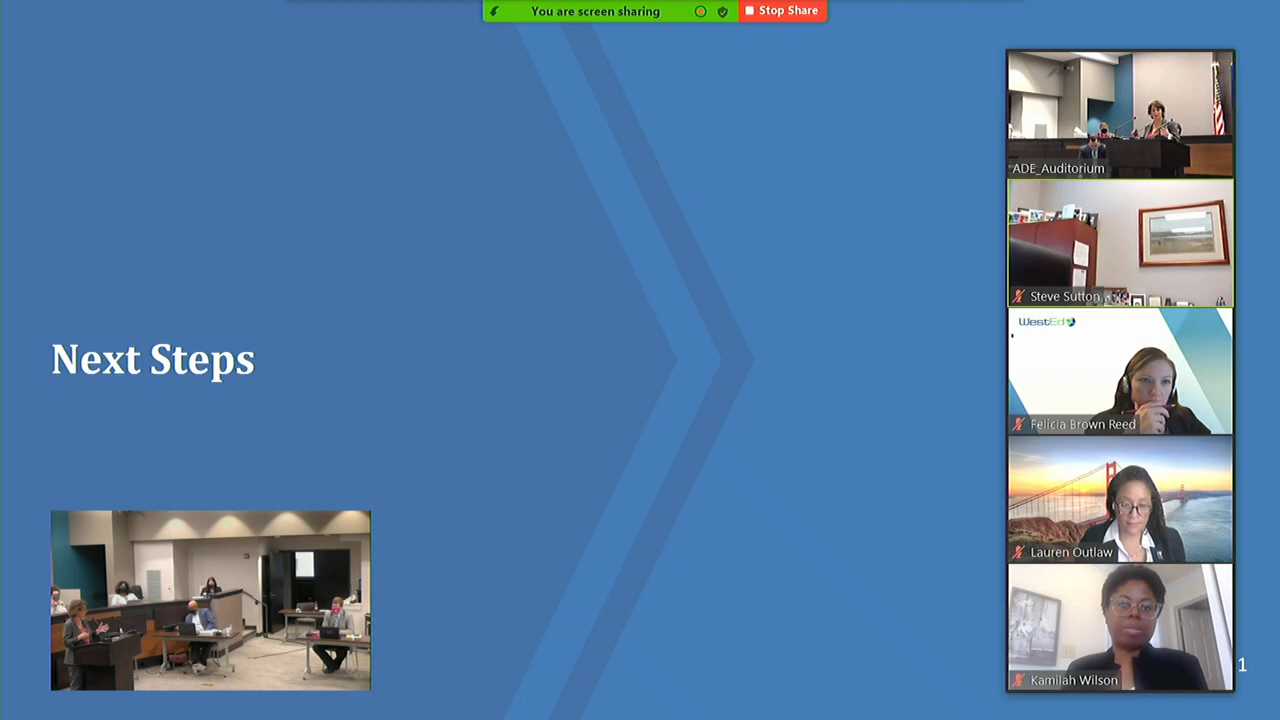 You are screen sharing
Stop Share
ADE_Auditorium
Steve Sutton
WestEd
Next Steps
Felicia Brown Reed
Lauren Outlaw
1
Kamilah Wilson